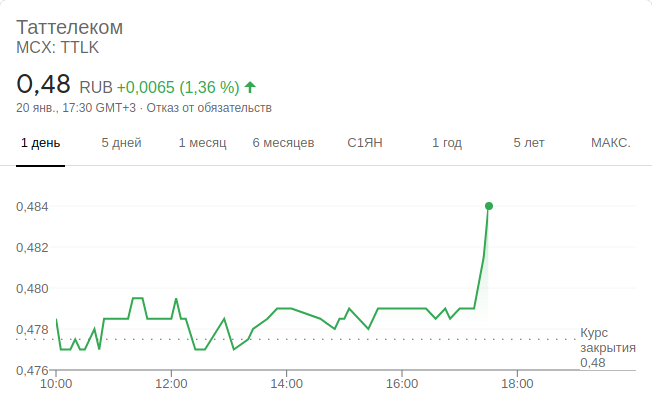 Таттелеком
MCX: TTLK
0,48 RUB +0,0065 (1,36 %)
20 янв., 17:30 GMT+3 · Отказ от обязательств
1 день 5 дней 1 месяц 6 месяцев С1ЯН 1 год 5 лет МАКС.
0,484
0,482
0,480
0,478
0,476
Курс
закрытия
0,48
10:00 12:00 14:00 16:00 18:00